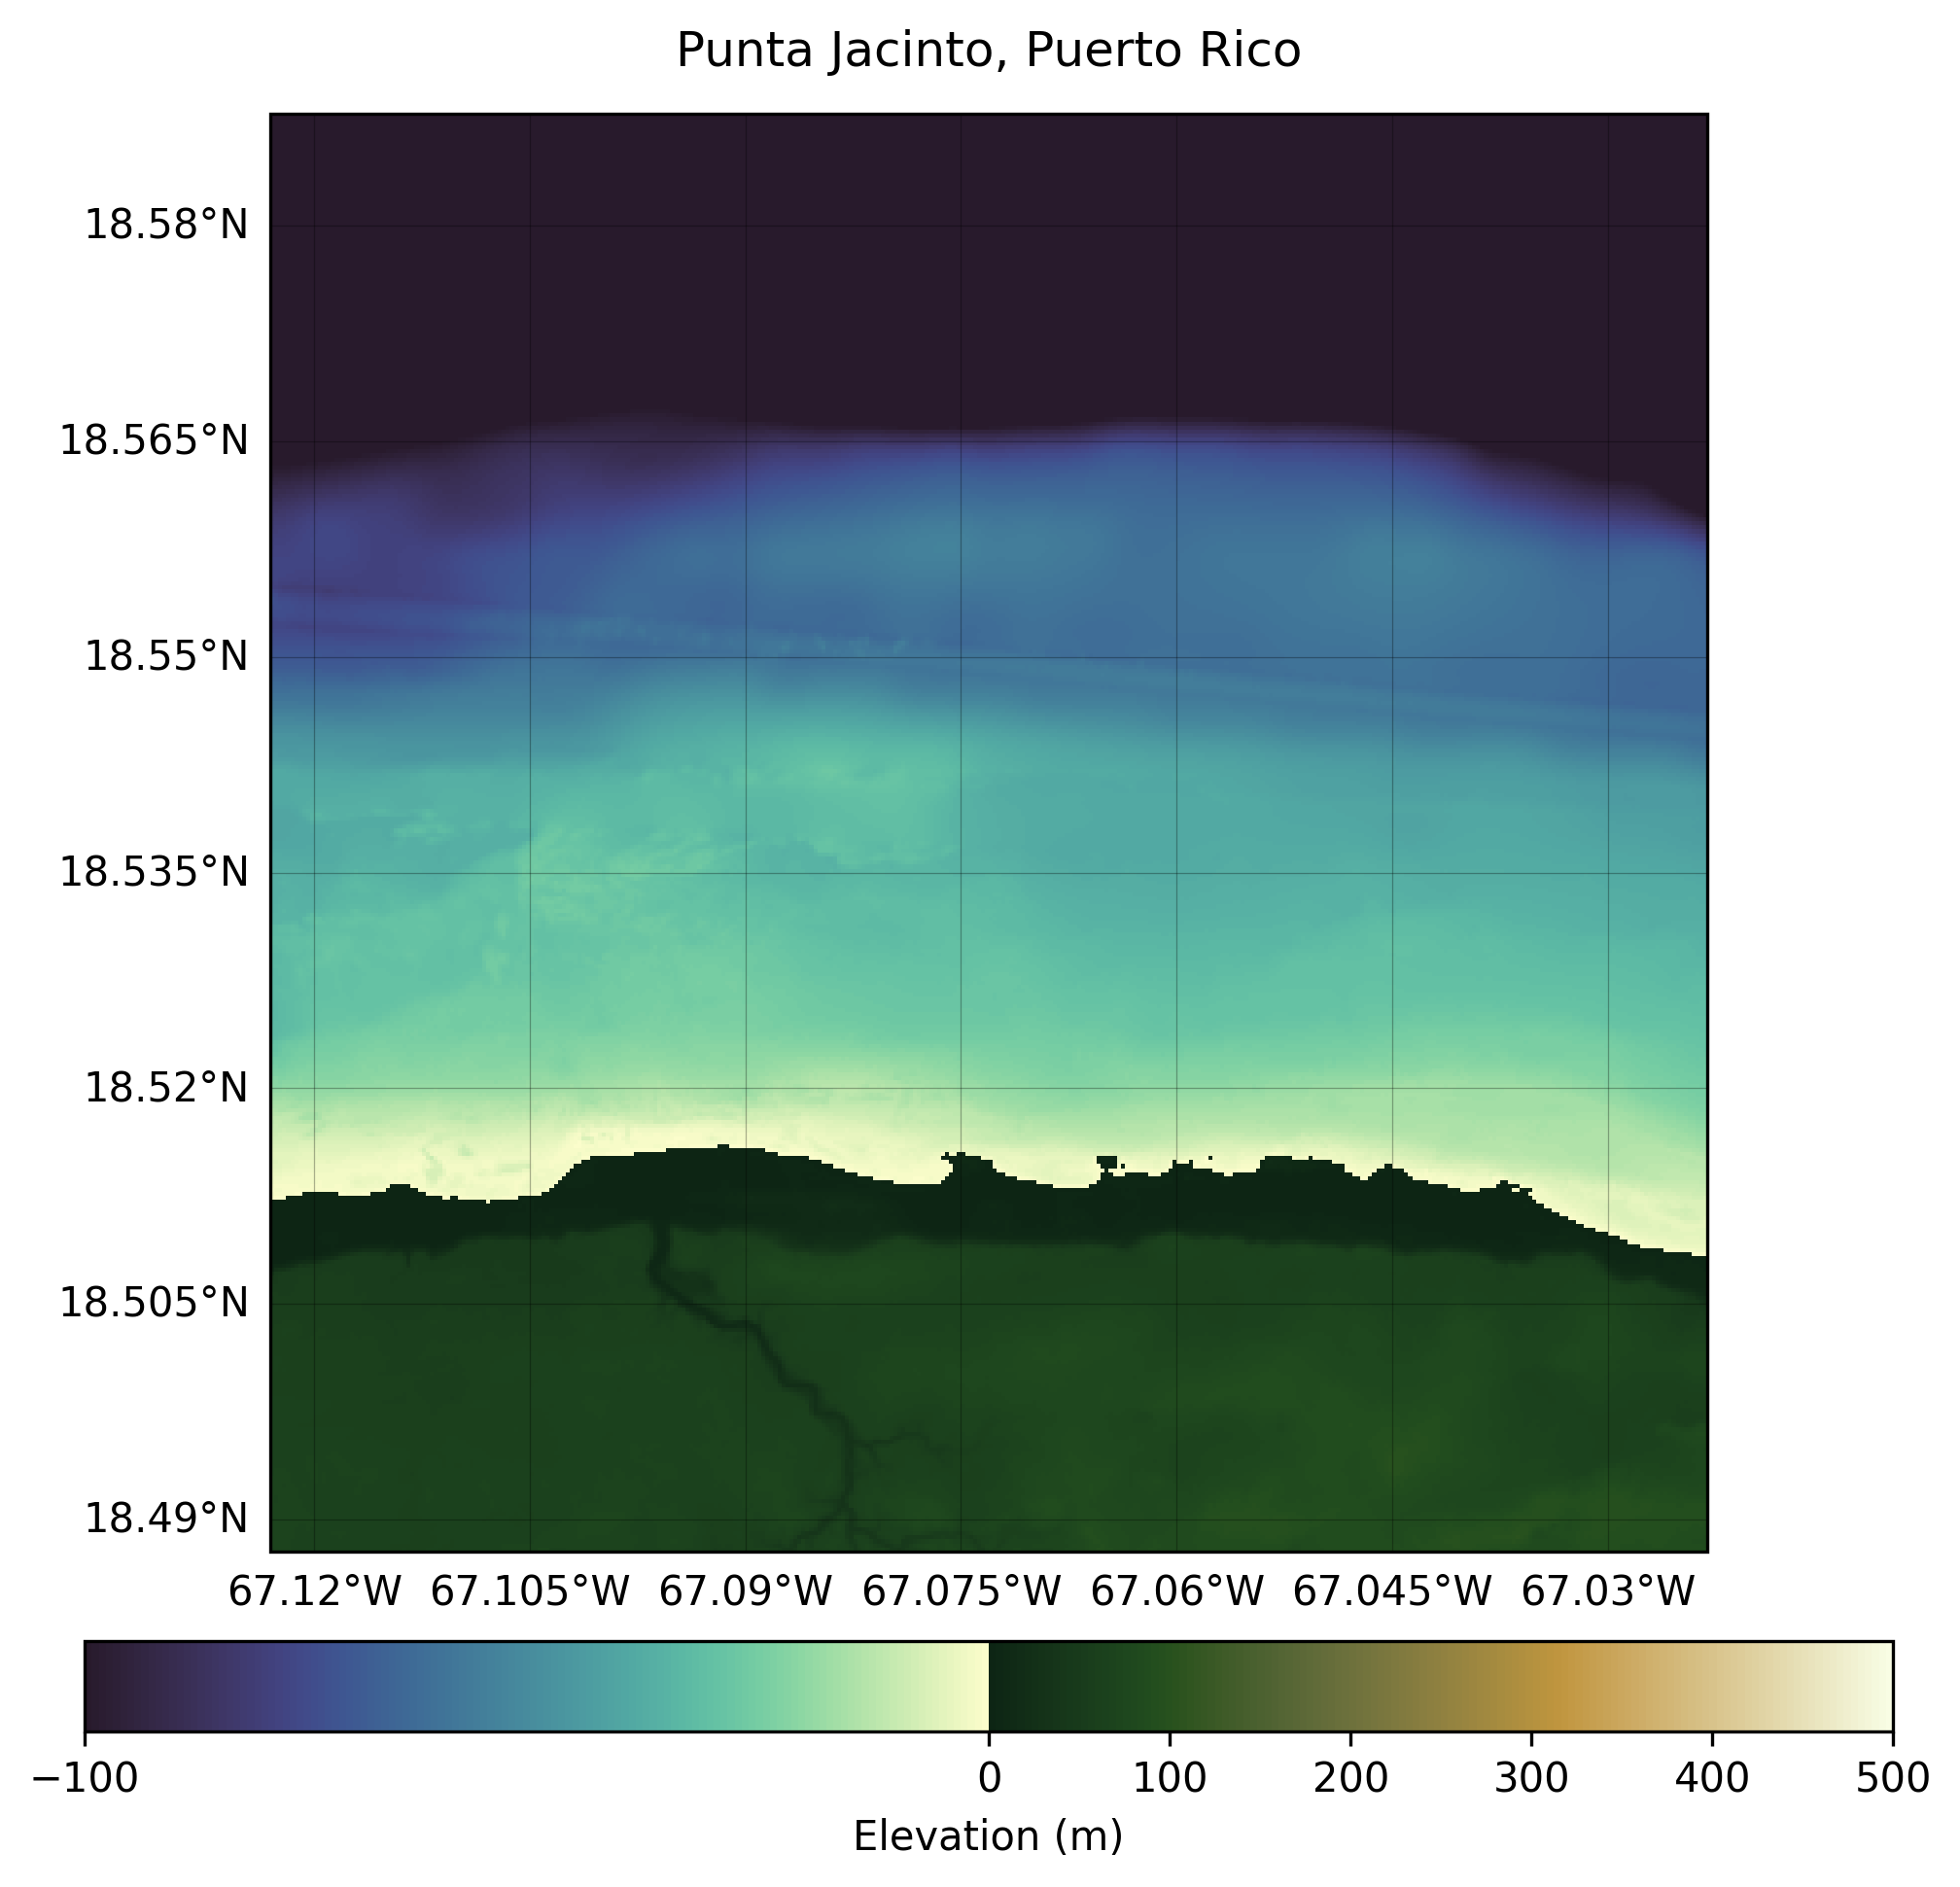 Punta Jacinto, Puerto Rico
18.58°N
18.565°N
18.55°N
18.535°N
18.52°N
18.505°N
18.49°N
67.12°W 67.105°W 67.09°W 67.075°W 67.06°W 67.045°W 67.03°W
−100 0 100 200 300 400 500
Elevation (m)